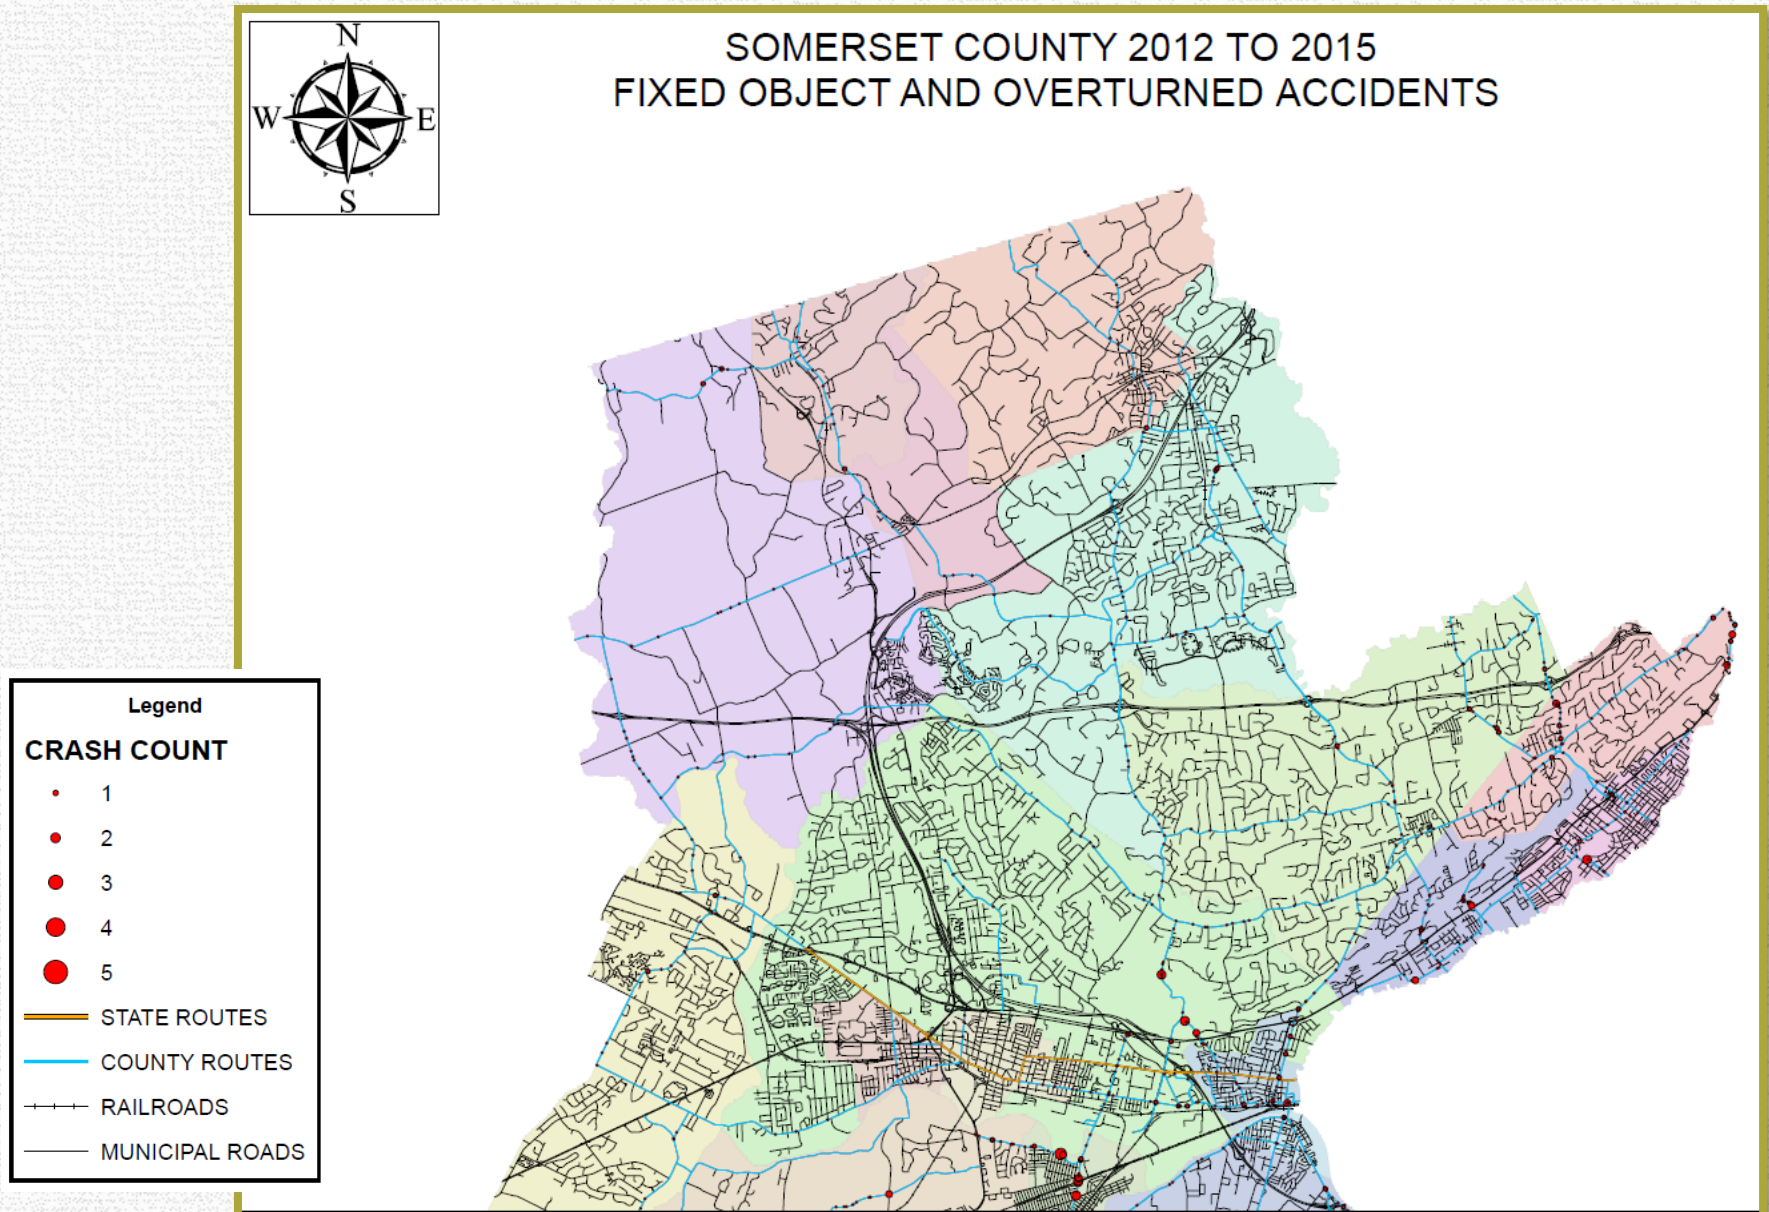 SOMERSET COUNTY 2012 TO 2015
FIXED OBJECT AND OVERTURNED ACCIDENTS
N
W E
S
Legend
CRASH COUNT
1
2
3
4
5
STATE ROUTES
COUNTY ROUTES
RAILROADS
MUNICIPAL ROADS